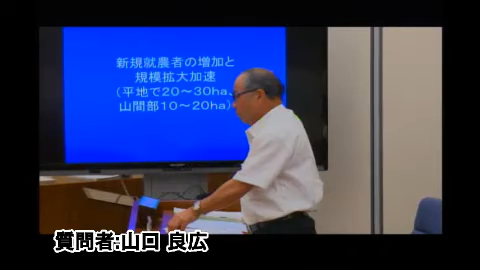 新規就農者の増加と
規模拡大加速
(平地で20～30ha、
山間部10～20ha)
質問者:山口 良広